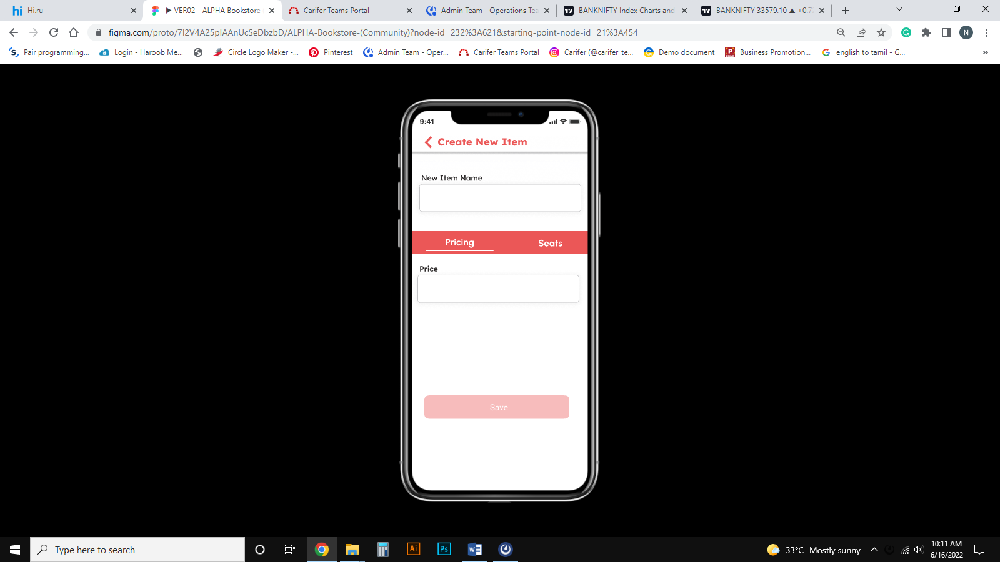 hi Hi.ru
VER02 - ALPHA Bookstore
Carifer Teams Portal
Admin Team - Operations Tea
BANKNIFTY Index Charts and
BANKNIFTY 33579.10 ▲ +0.7
figma.com/proto/7I2V4A25pIAAnUcSeDbzbD/ALPHA-Bookstore-(Community)?node-id=232%3A621&starting-point-node-id=21%3A454
N
Pair programming...
Login - Haroob Me...
Circle Logo Maker -...
Pinterest
Admin Team - Oper...
Carifer Teams Portal
Carifer (@carifer_te...
Demo document
Business Promotion...
english to tamil - G...
»
9:41
Create New Item
New Item Name
Pricing Seats
Price
Save
Type here to search
Ai
Ps
W
33°C Mostly sunny
10:11 AM
6/16/2022